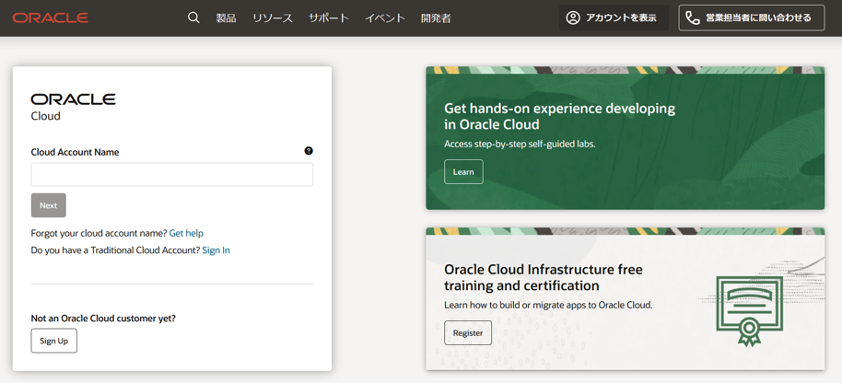 ORACLE
製品 リソース サポート イベント 開発者
アカウントを表示
営業担当者に問い合わせる
ORACLE
Cloud
Cloud Account Name
?
Next
Forgot your cloud account name? Get help
Do you have a Traditional Cloud Account? Sign In
Not an Oracle Cloud customer yet?
Sign Up
Get hands-on experience developing
in Oracle Cloud
Access step-by-step self-guided labs.
Learn
Oracle Cloud Infrastructure free
training and certification
Learn how to build or migrate apps to Oracle Cloud.
Register